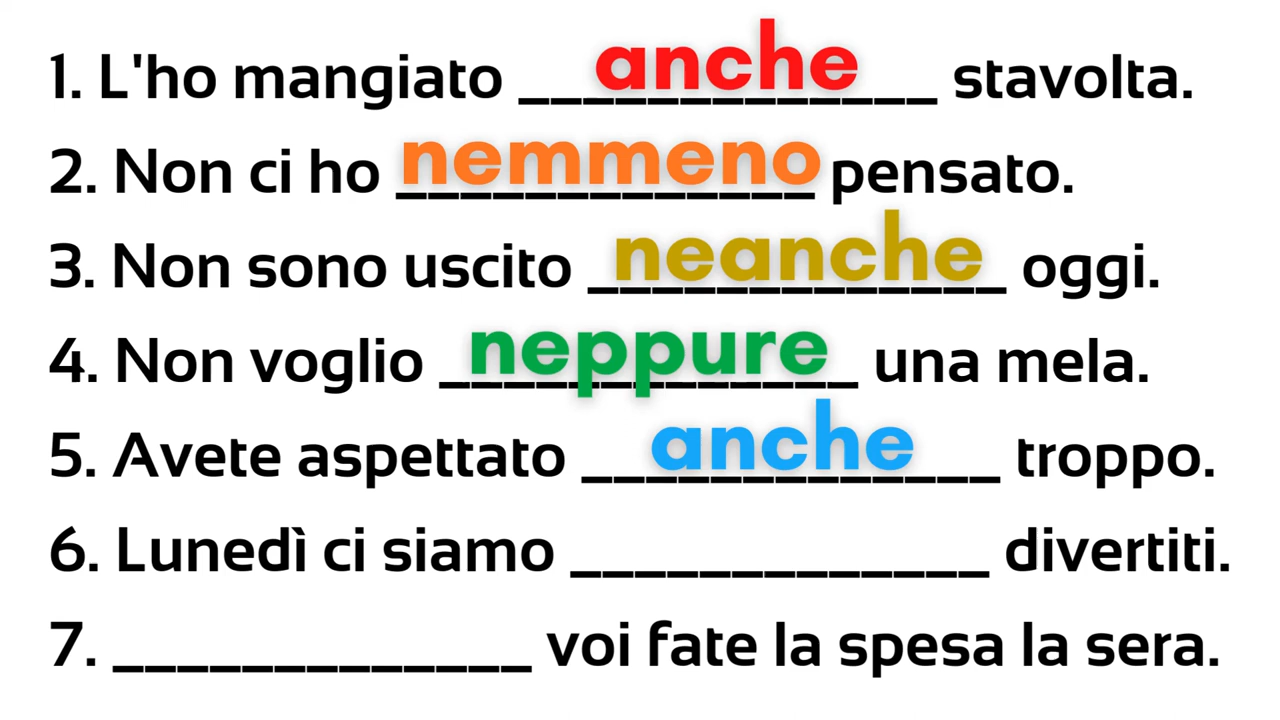 1. L'ho mangiato anche stavolta.
2. Non ci ho nemmeno pensato.
3. Non sono uscito neanche oggi.
4. Non voglio neppure una mela.
5. Avete aspettato anche troppo.
6. Lunedì ci siamo _____________ divertiti.
7. _____________ voi fate la spesa la sera.